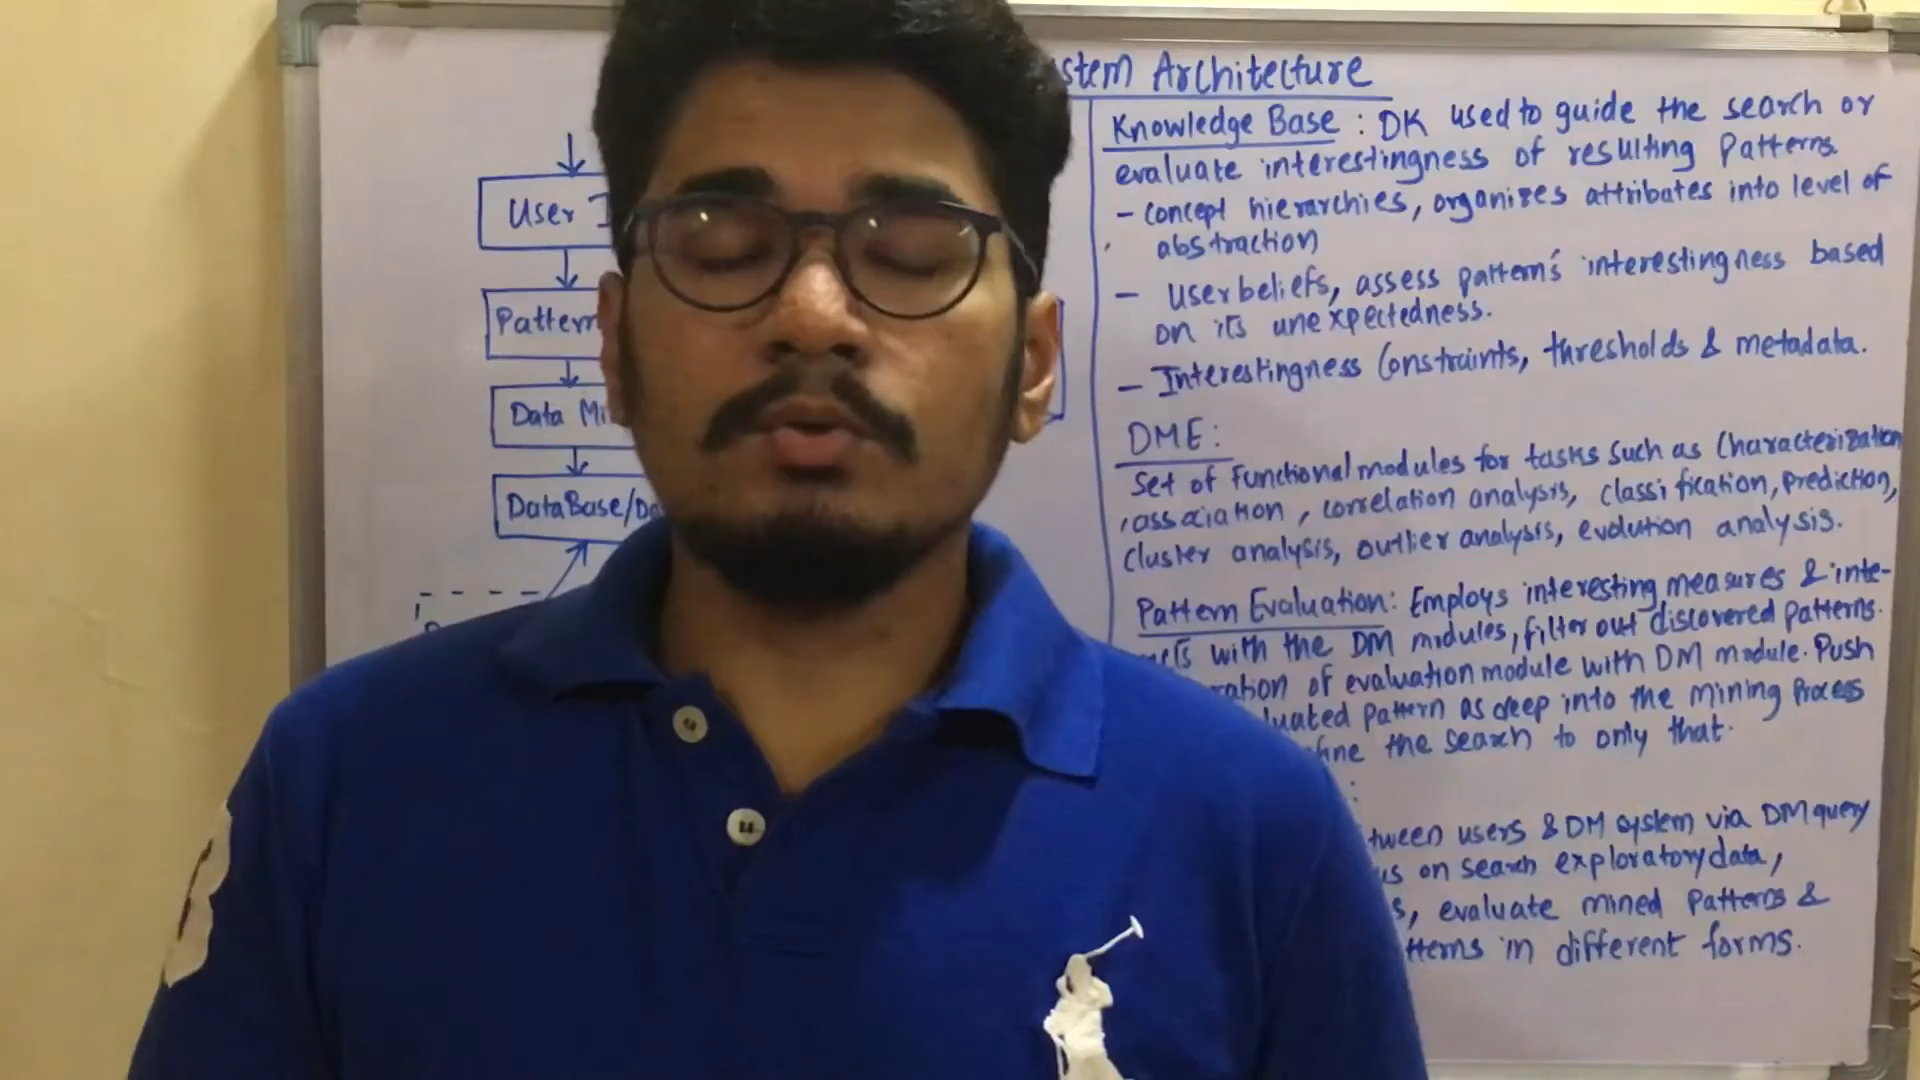 stem Architecture
User I
Pattern
Data Mi
DataBase/Da
Knowledge Base : DK used to guide the search or
evaluate interestingness of resulting Patterns.
- concept hierarchies, organizes attributes into level of
abstraction
- User beliefs, assess pattern's interestingness based
on its unexpectedness.
- Interestingness Constraints, thresholds & metadata.
DME:
Set of Functional modules for tasks such as Characterization
, association, correlation analysis, classification, prediction,
cluster analysis, outlier analysis, evolution analysis.
Pattern Evaluation: Employs interesting measures & inte-
racts with the DM modules, filter out discovered patterns.
ration of evaluation module with DM module. Push
luated pattern as deep into the mining process
fine the search to only that.
:
tween users & DM system via DM query
us on search exploratory data,
s, evaluate mined Patterns &
tterns in different forms.